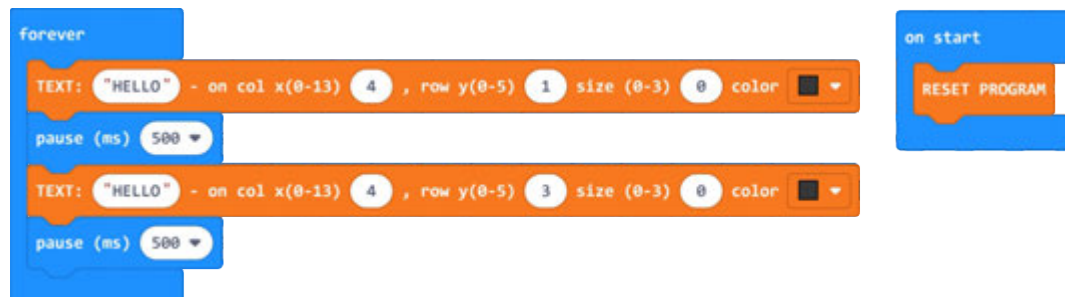 forever
TEXT: "HELLO" - on col x(0-13) 4 , row y(0-5) 1 size (0-3) 0 color
pause (ms) 500
TEXT: "HELLO" - on col x(0-13) 4 , row y(0-5) 3 size (0-3) 0 color
pause (ms) 500
on start
RESET PROGRAM